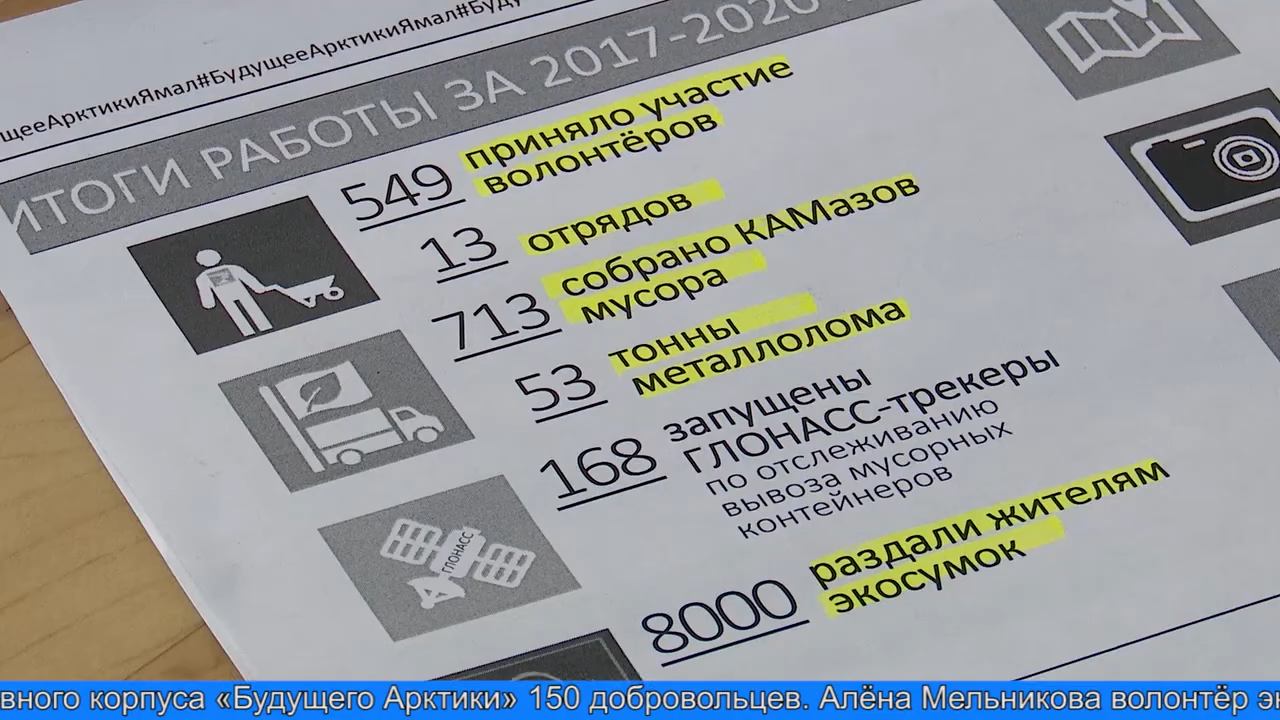 #БудущееАрктикиЯмал#Буду
щееАрктикиЯмал
ИТОГИ РАБОТЫ ЗА 2017-2020
549 приняло участие
волонтёров
13 отрядов
713 собрано КАМазов
мусора
53 тонны
металлолома
168 запущены
ГЛОНАСС-трекеры
по отслеживанию
вывоза мусорных
контейнеров
ГЛОНАСС
8000 раздали жителям
экосумок
вного корпуса «Будущего Арктики» 150 добровольцев. Алёна Мельникова волонтёр э